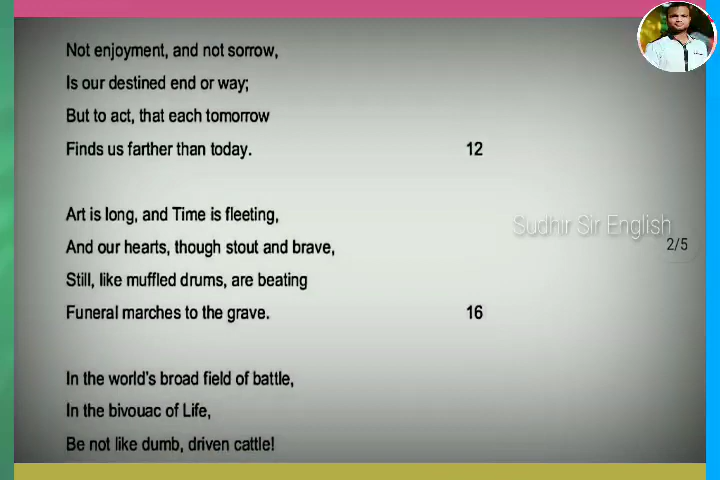 Not enjoyment, and not sorrow,
Is our destined end or way;
But to act, that each tomorrow
Finds us farther than today. 12
Art is long, and Time is fleeting,
And our hearts, though stout and brave,
Still, like muffled drums, are beating
Funeral marches to the grave. 16
In the world's broad field of battle,
In the bivouac of Life,
Be not like dumb, driven cattle!
Sudhir Sir English
2/5